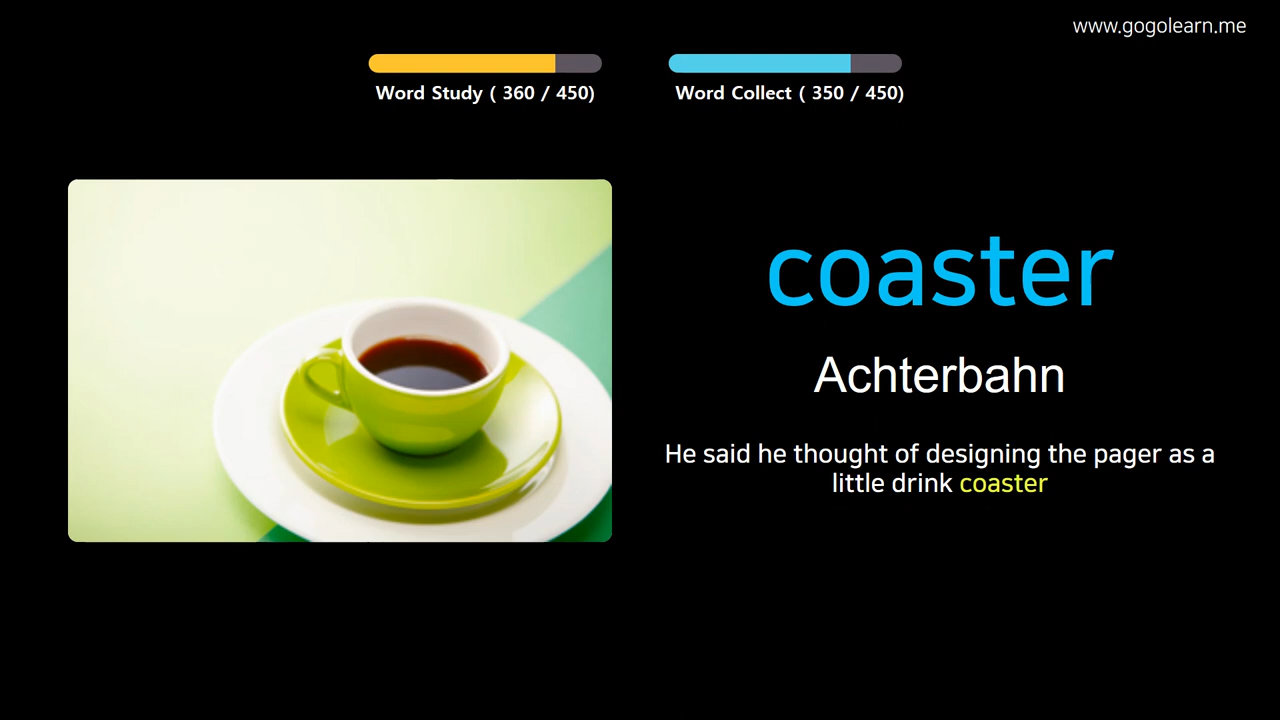 www.gogolearn.me
Word Study ( 360 / 450)
Word Collect ( 350 / 450)
coaster
Achterbahn
He said he thought of designing the pager as a
little drink coaster